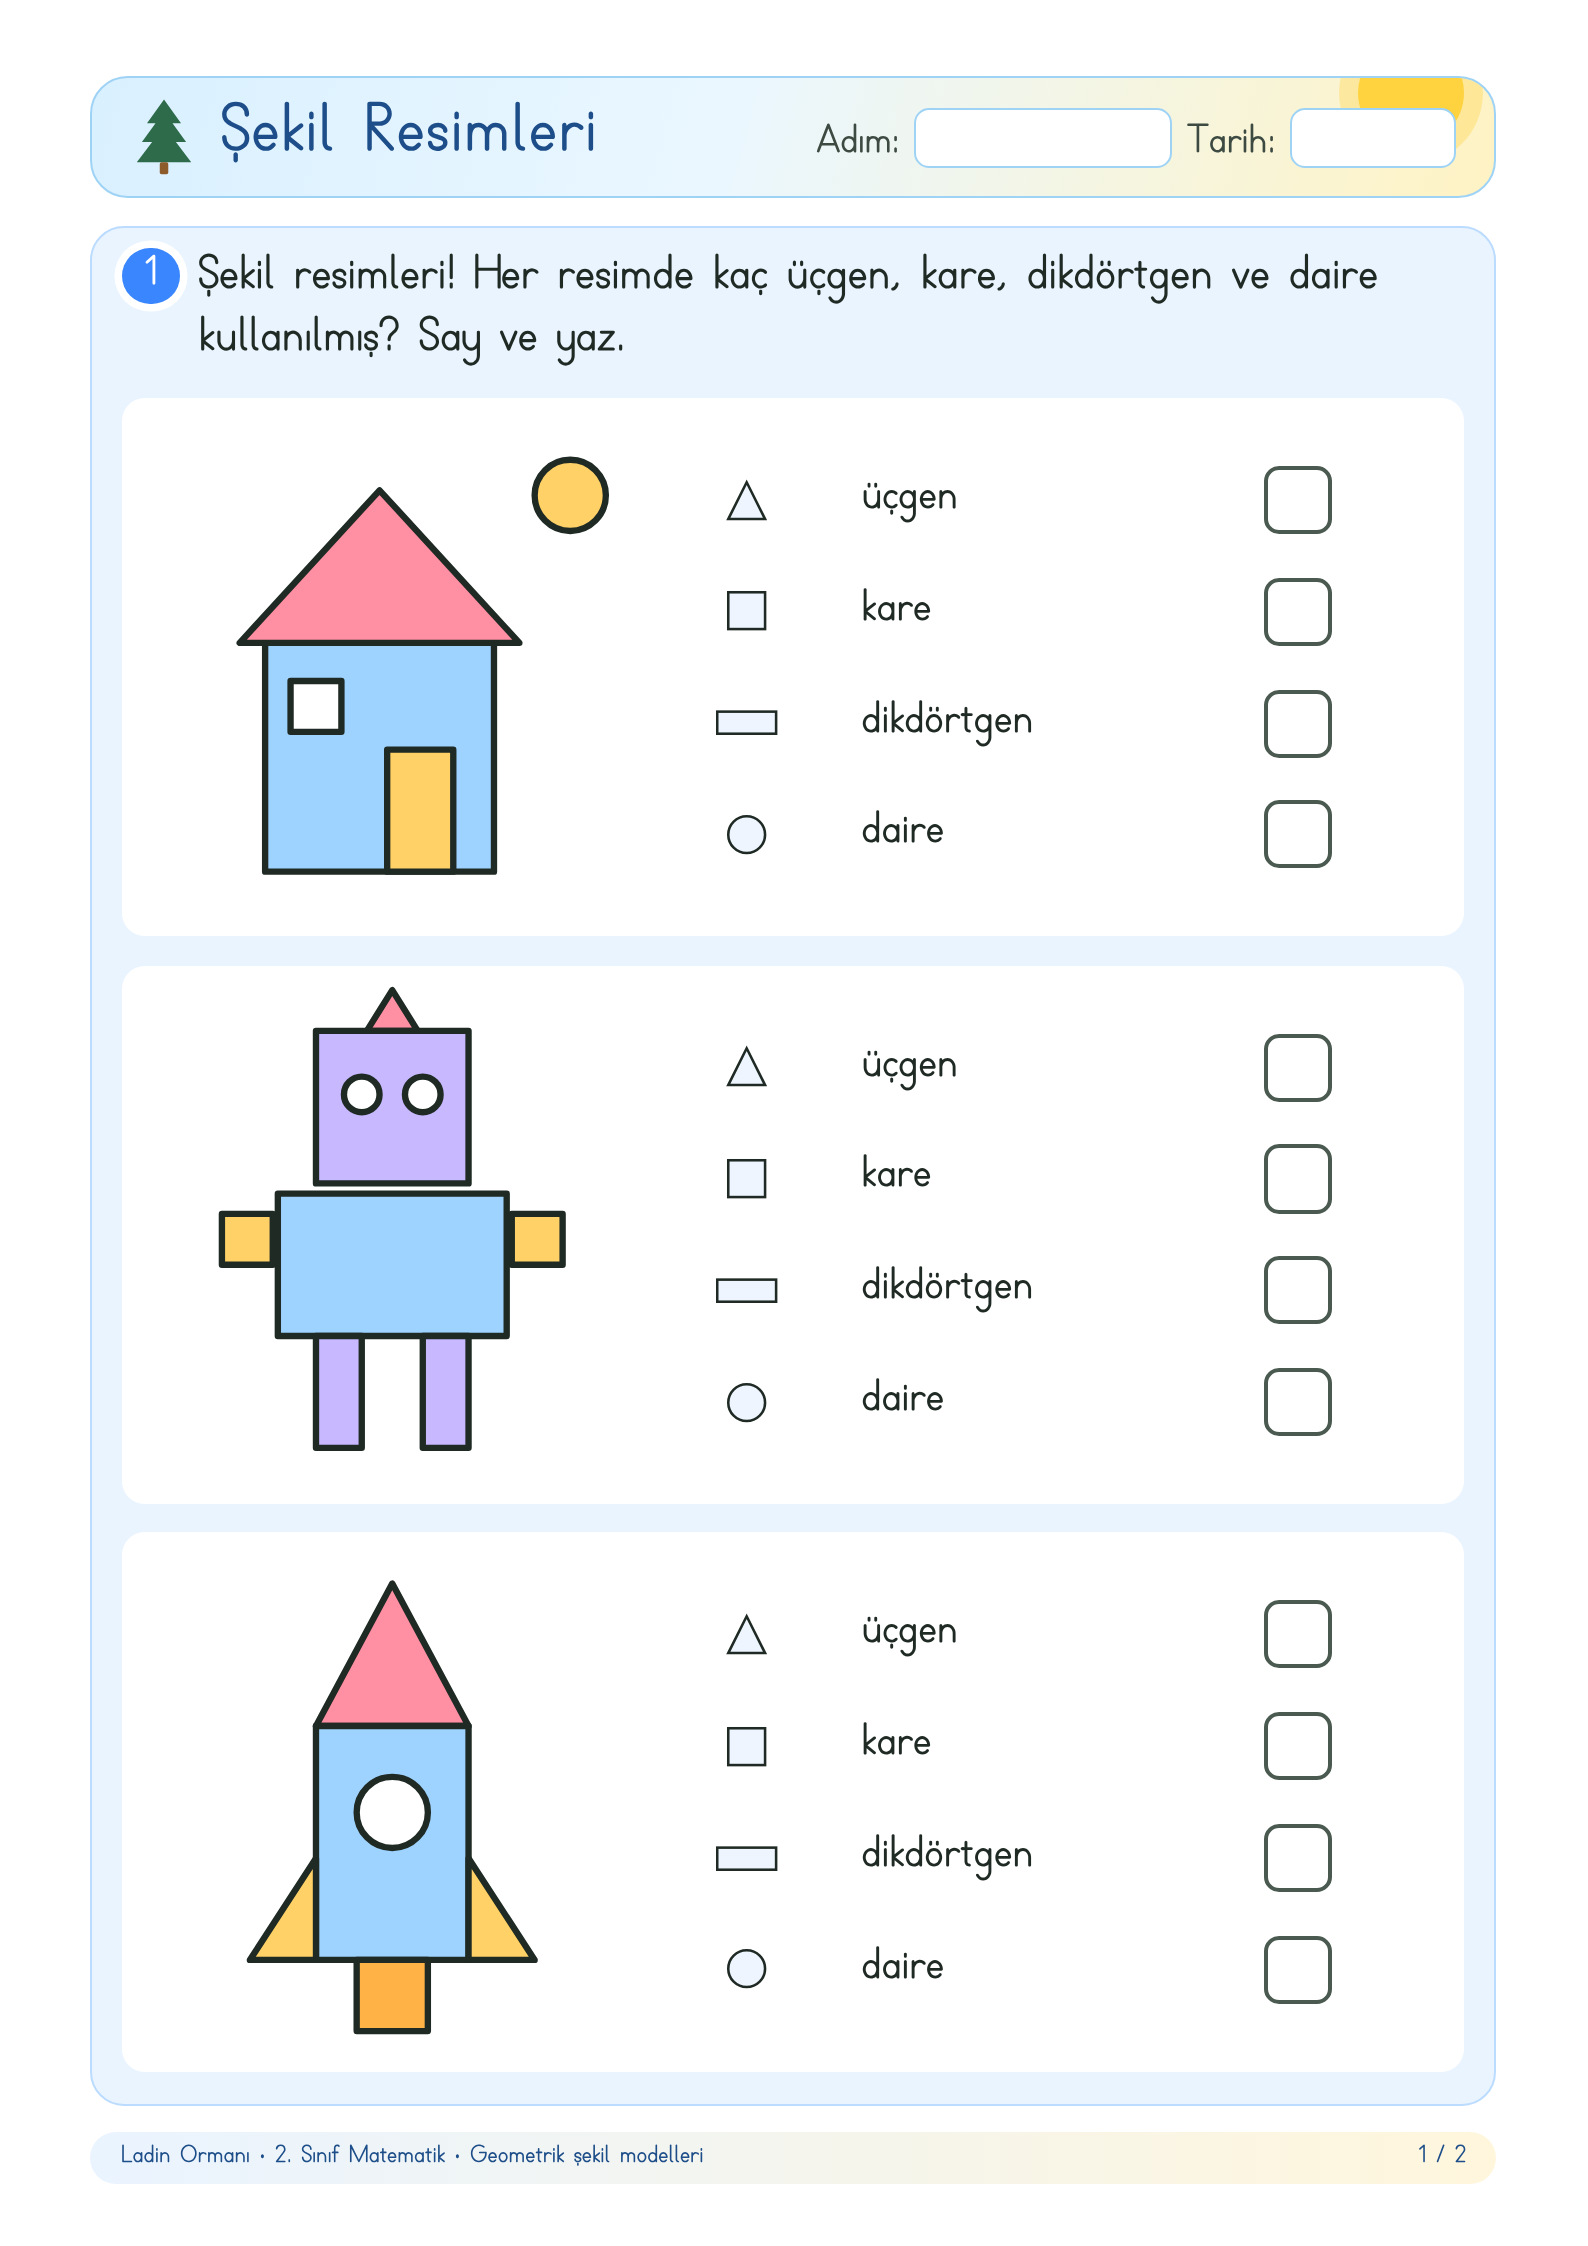 Şekil Resimleri
Adım:
Tarih:
1
Şekil resimleri! Her resimde kaç üçgen, kare, dikdörtgen ve daire
kullanılmış? Say ve yaz.
üçgen
kare
dikdörtgen
daire
üçgen
kare
dikdörtgen
daire
üçgen
kare
dikdörtgen
daire
Ladin Ormanı • 2. Sınıf Matematik • Geometrik şekil modelleri
1 / 2